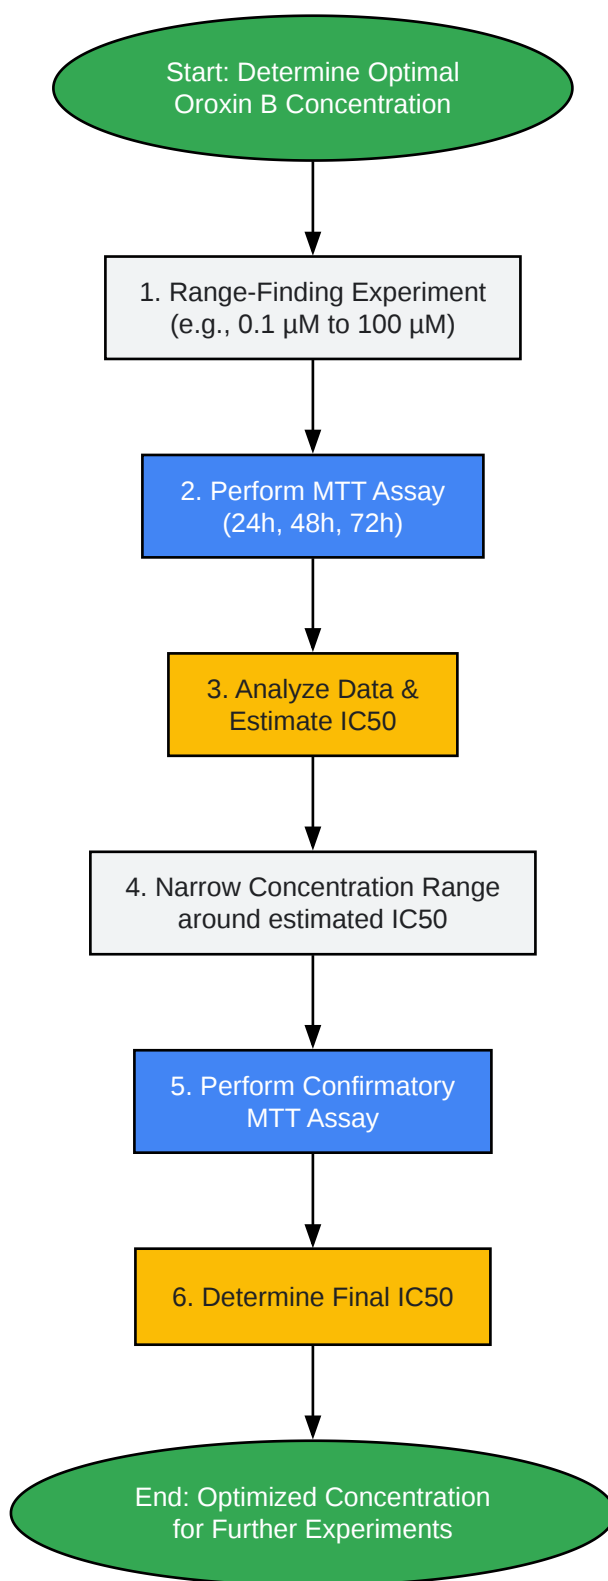 Start: Determine Optimal
Oroxin B Concentration
1. Range-Finding Experiment
(e.g., 0.1 µM to 100 µM)
2. Perform MTT Assay
(24h, 48h, 72h)
3. Analyze Data &
Estimate IC50
4. Narrow Concentration Range
around estimated IC50
5. Perform Confirmatory
MTT Assay
6. Determine Final IC50
End: Optimized Concentration
for Further Experiments